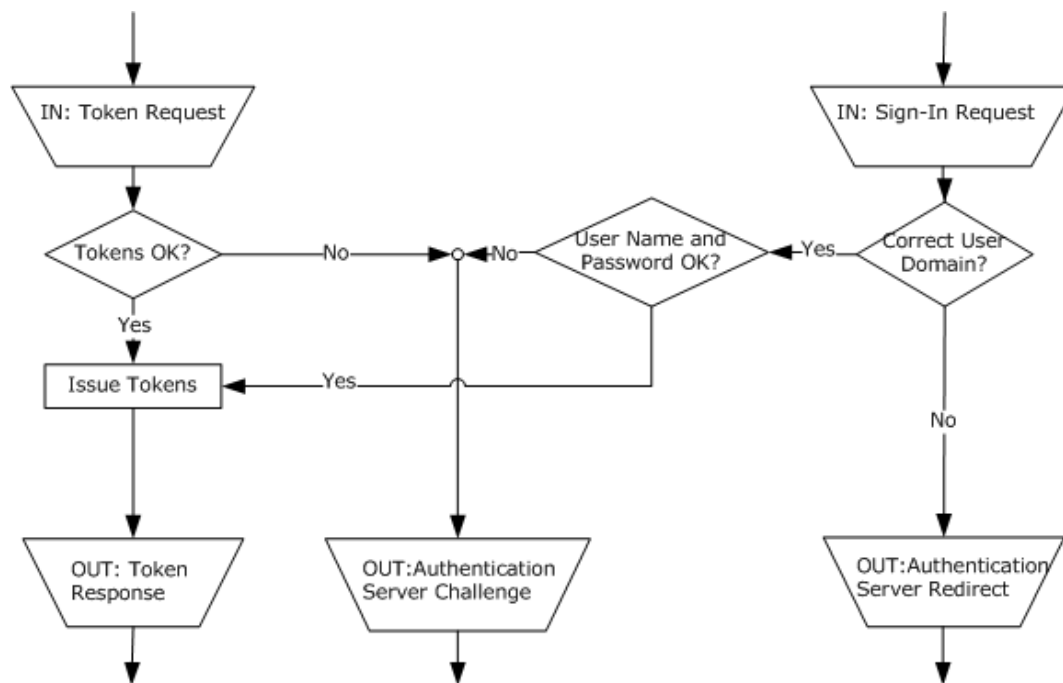 IN: Token Request
IN: Sign-In Request
Tokens OK?
No
No
User Name and
Password OK?
Yes
Correct User
Domain?
Yes
Issue Tokens
Yes
No
OUT: Token
Response
OUT:Authentication
Server Challenge
OUT:Authentication
Server Redirect